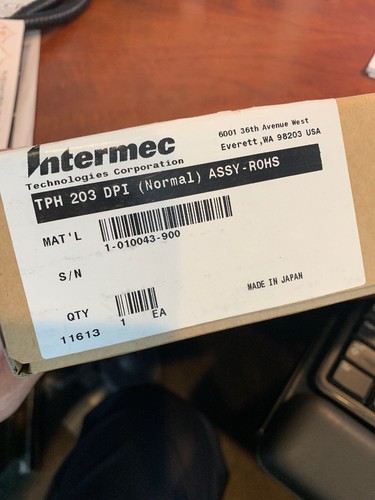 Intermec
Technologies Corporation
6001 36th Avenue West
Everett,WA 98203 USA
TPH 203 DPI (Normal) ASSY-ROHS
MAT'L
1-010043-900
S/N
MADE IN JAPAN
QTY
1 EA
11613